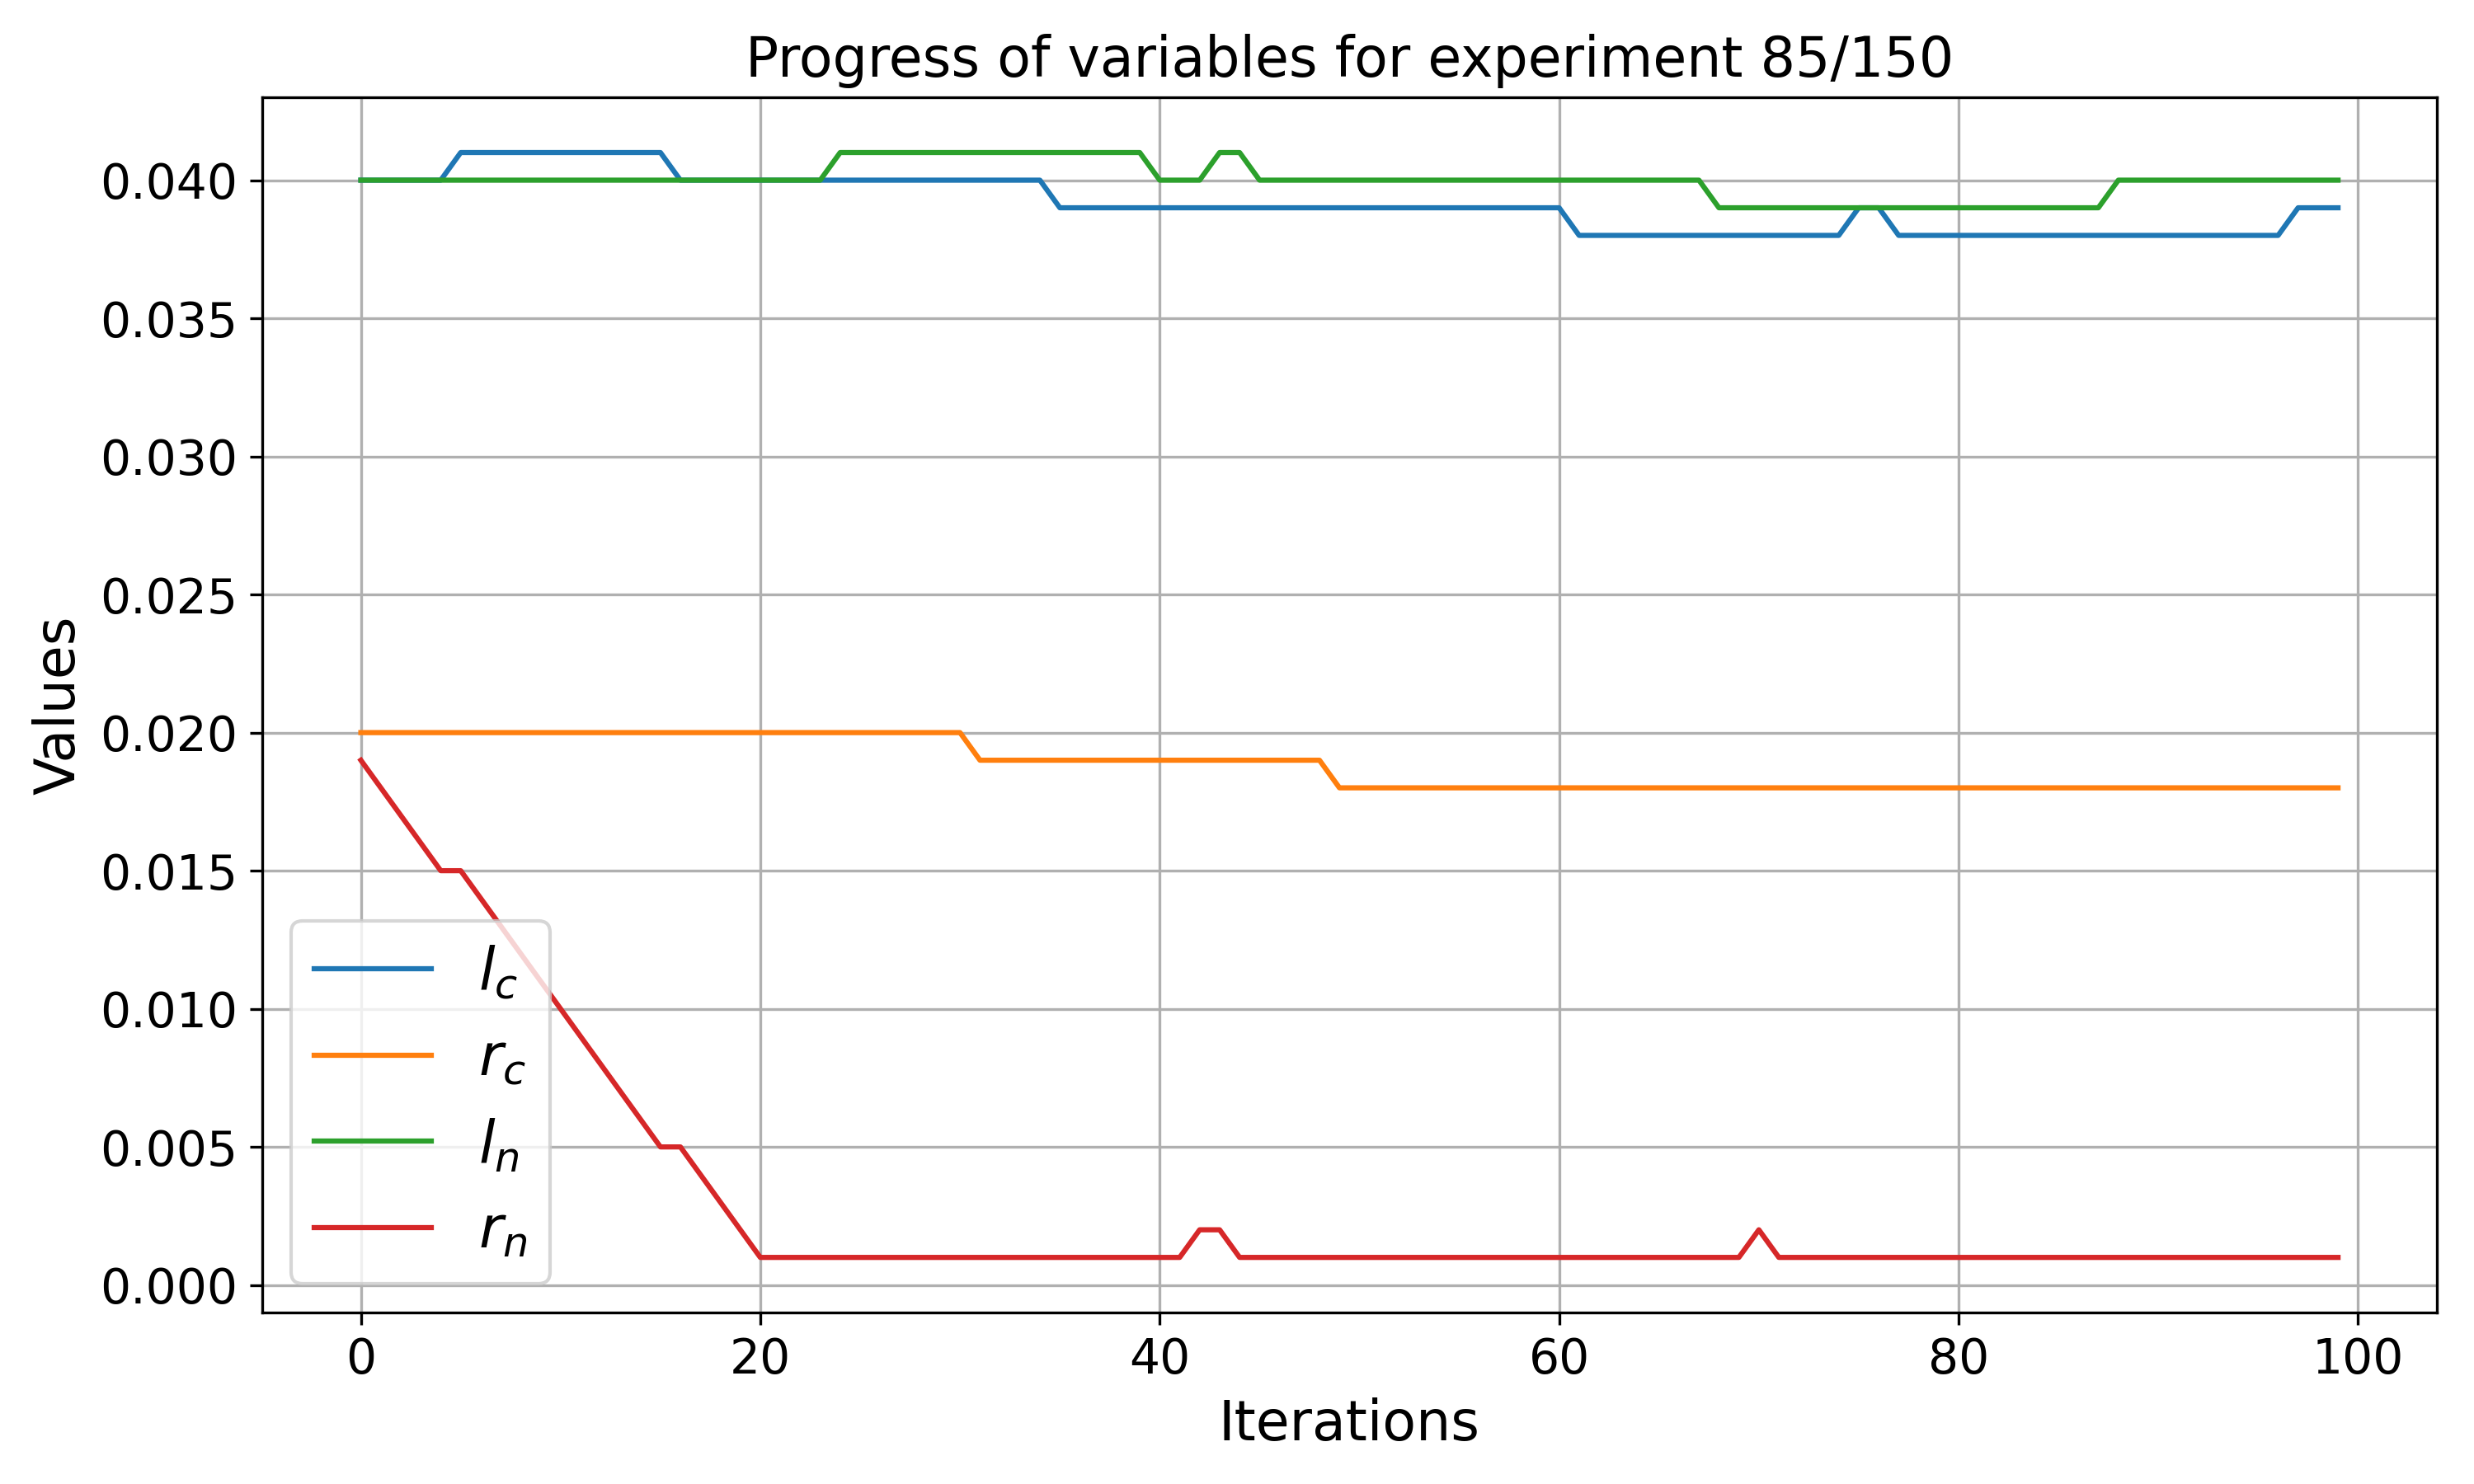 Progress of variables for experiment 85/150
Values
0.040
0.035
0.030
0.025
0.020
0.015
0.010
0.005
0.000
l_c
r_c
l_n
r_n
0 20 40 60 80 100
Iterations